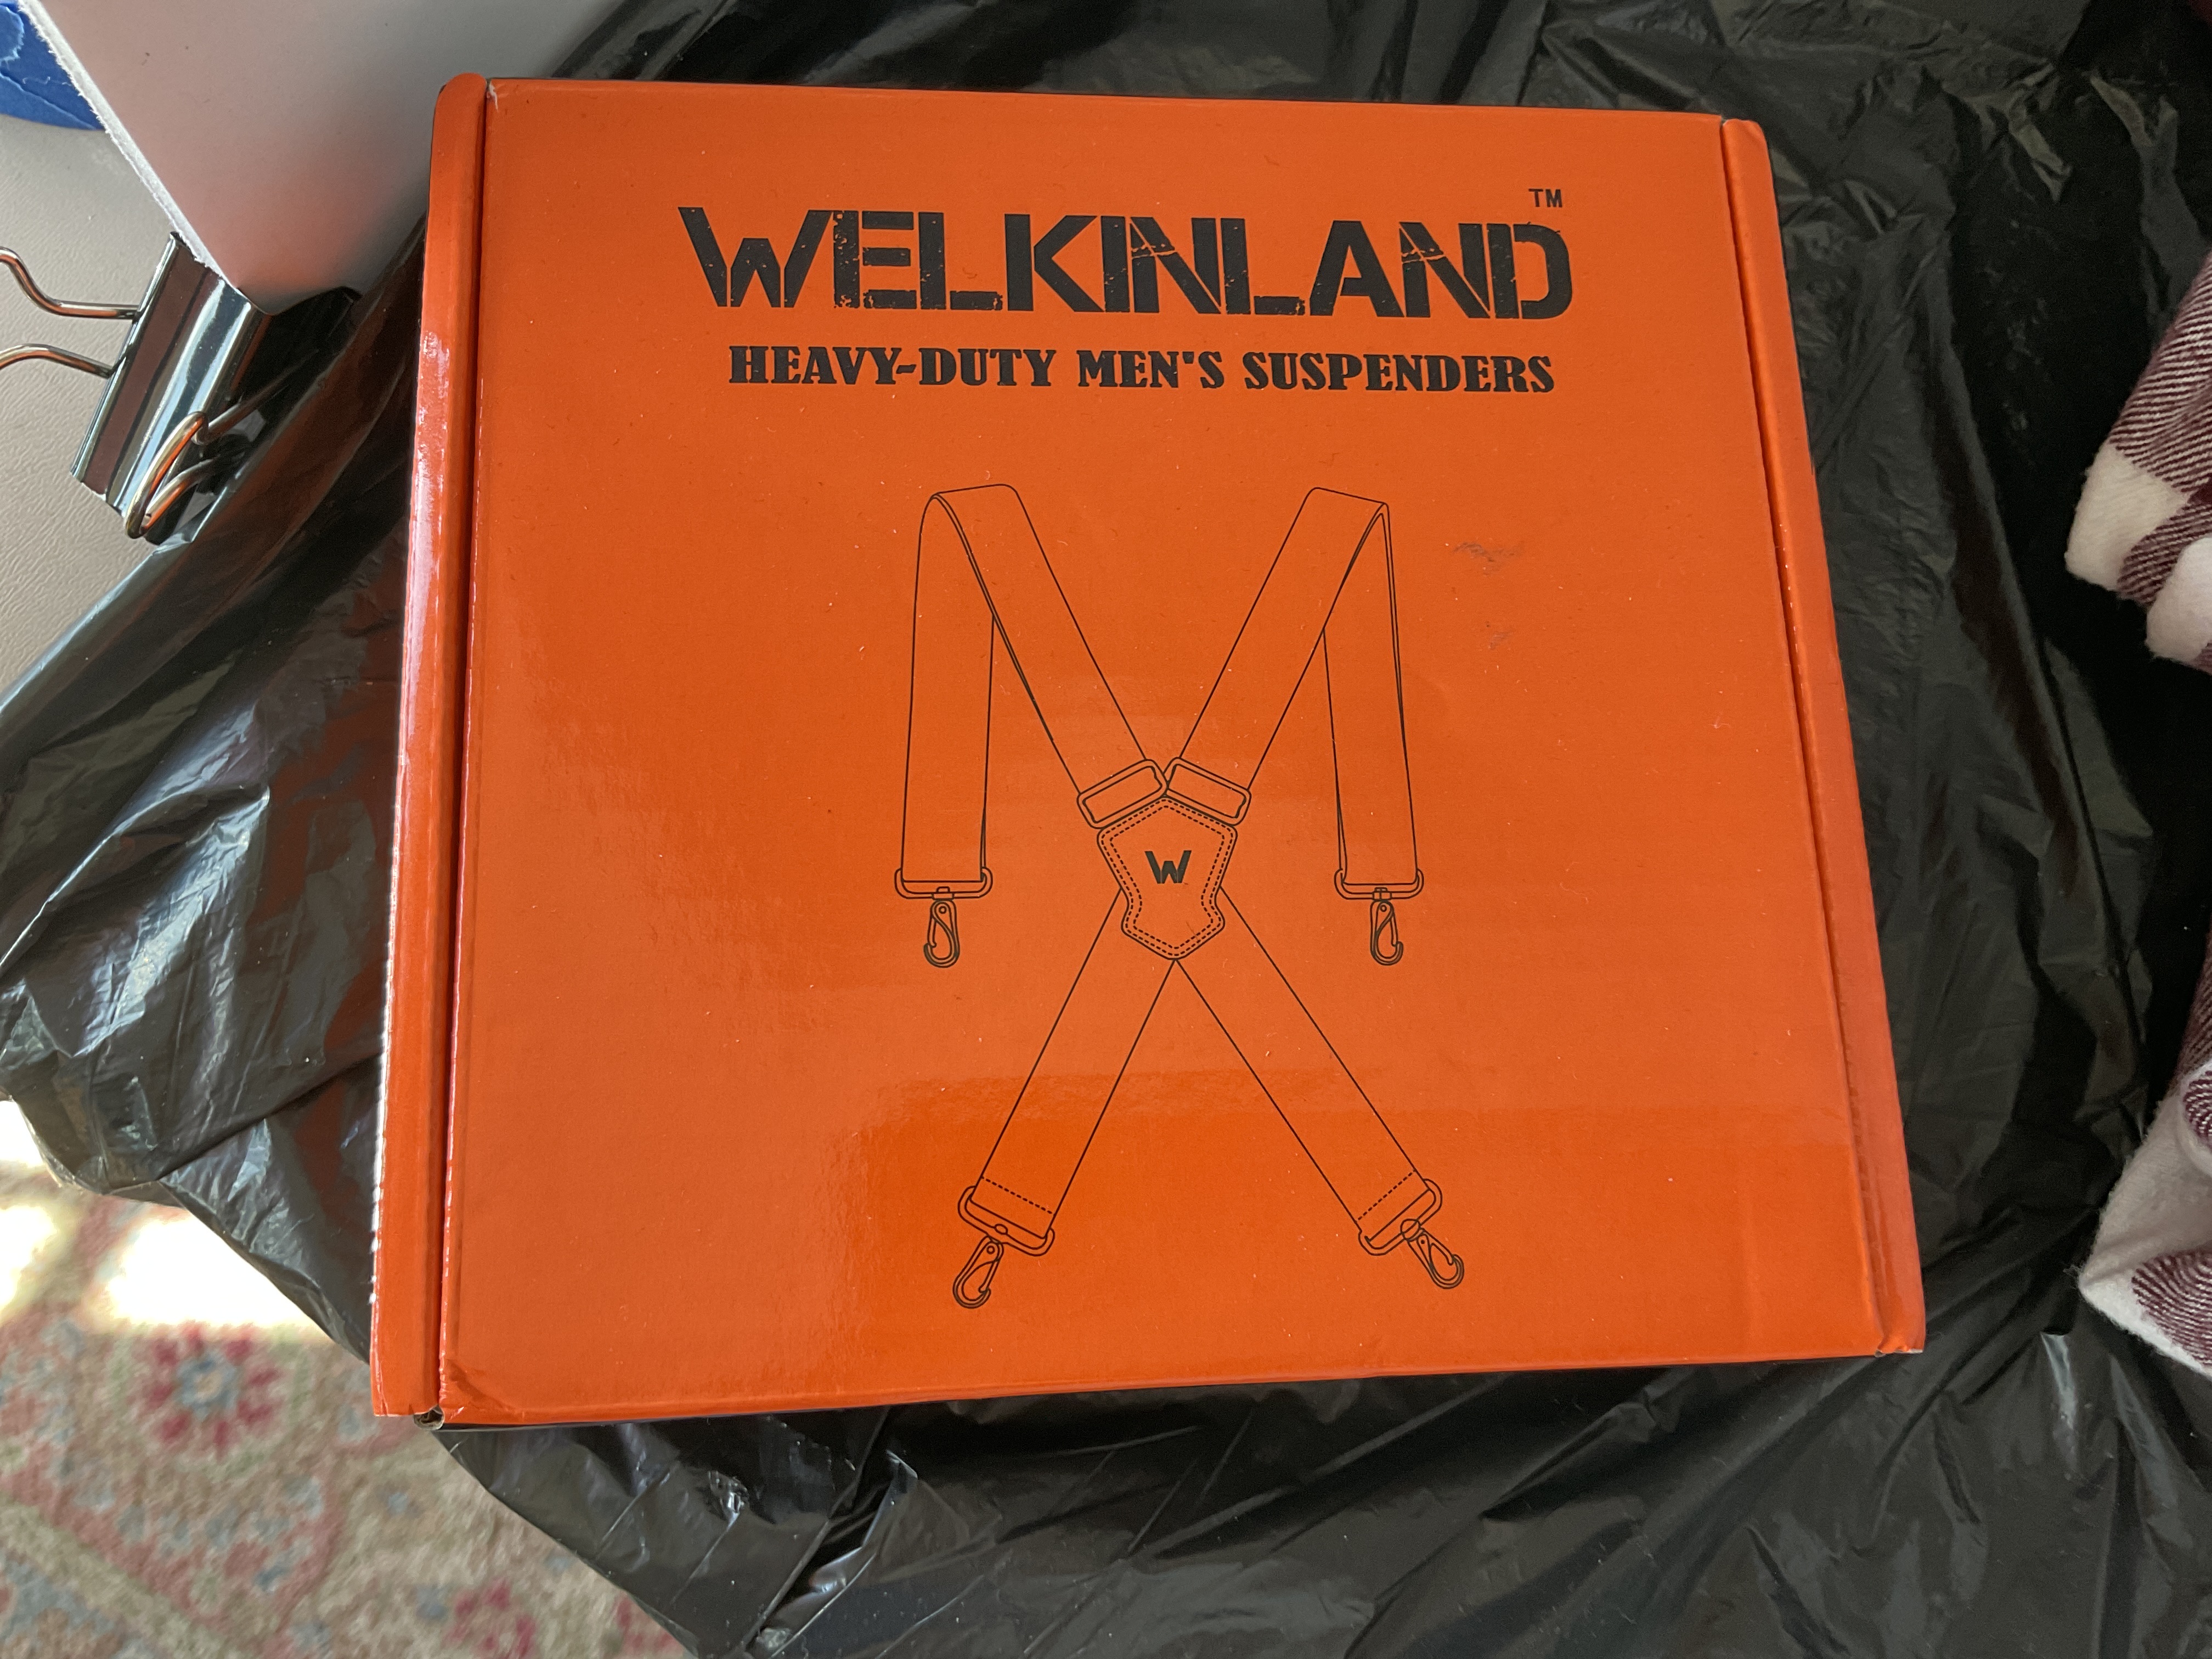 WELKINLAND™
HEAVY-DUTY MEN'S SUSPENDERS
W